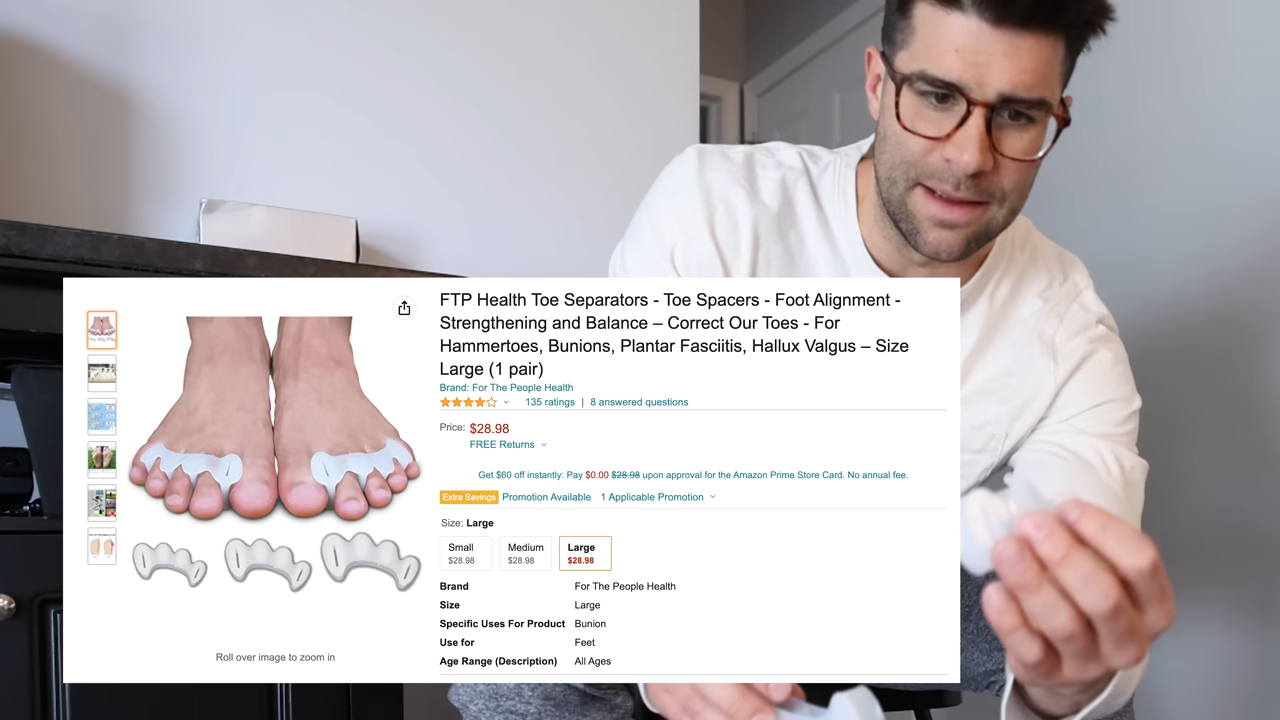 FTP Health Toe Separators - Toe Spacers - Foot Alignment -
Strengthening and Balance – Correct Our Toes - For
Hammertoes, Bunions, Plantar Fasciitis, Hallux Valgus – Size
Large (1 pair)
Brand: For The People Health
135 ratings | 8 answered questions
Price: $28.98
FREE Returns
Get $60 off instantly: Pay $0.00 $28.98 upon approval for the Amazon Prime Store Card. No annual fee.
Extra Savings Promotion Available 1 Applicable Promotion
Size: Large
Small Medium Large
$28.98 $28.98 $28.98
Brand For The People Health
Size Large
Specific Uses For Product Bunion
Use for Feet
Age Range (Description) All Ages
Roll over image to zoom in